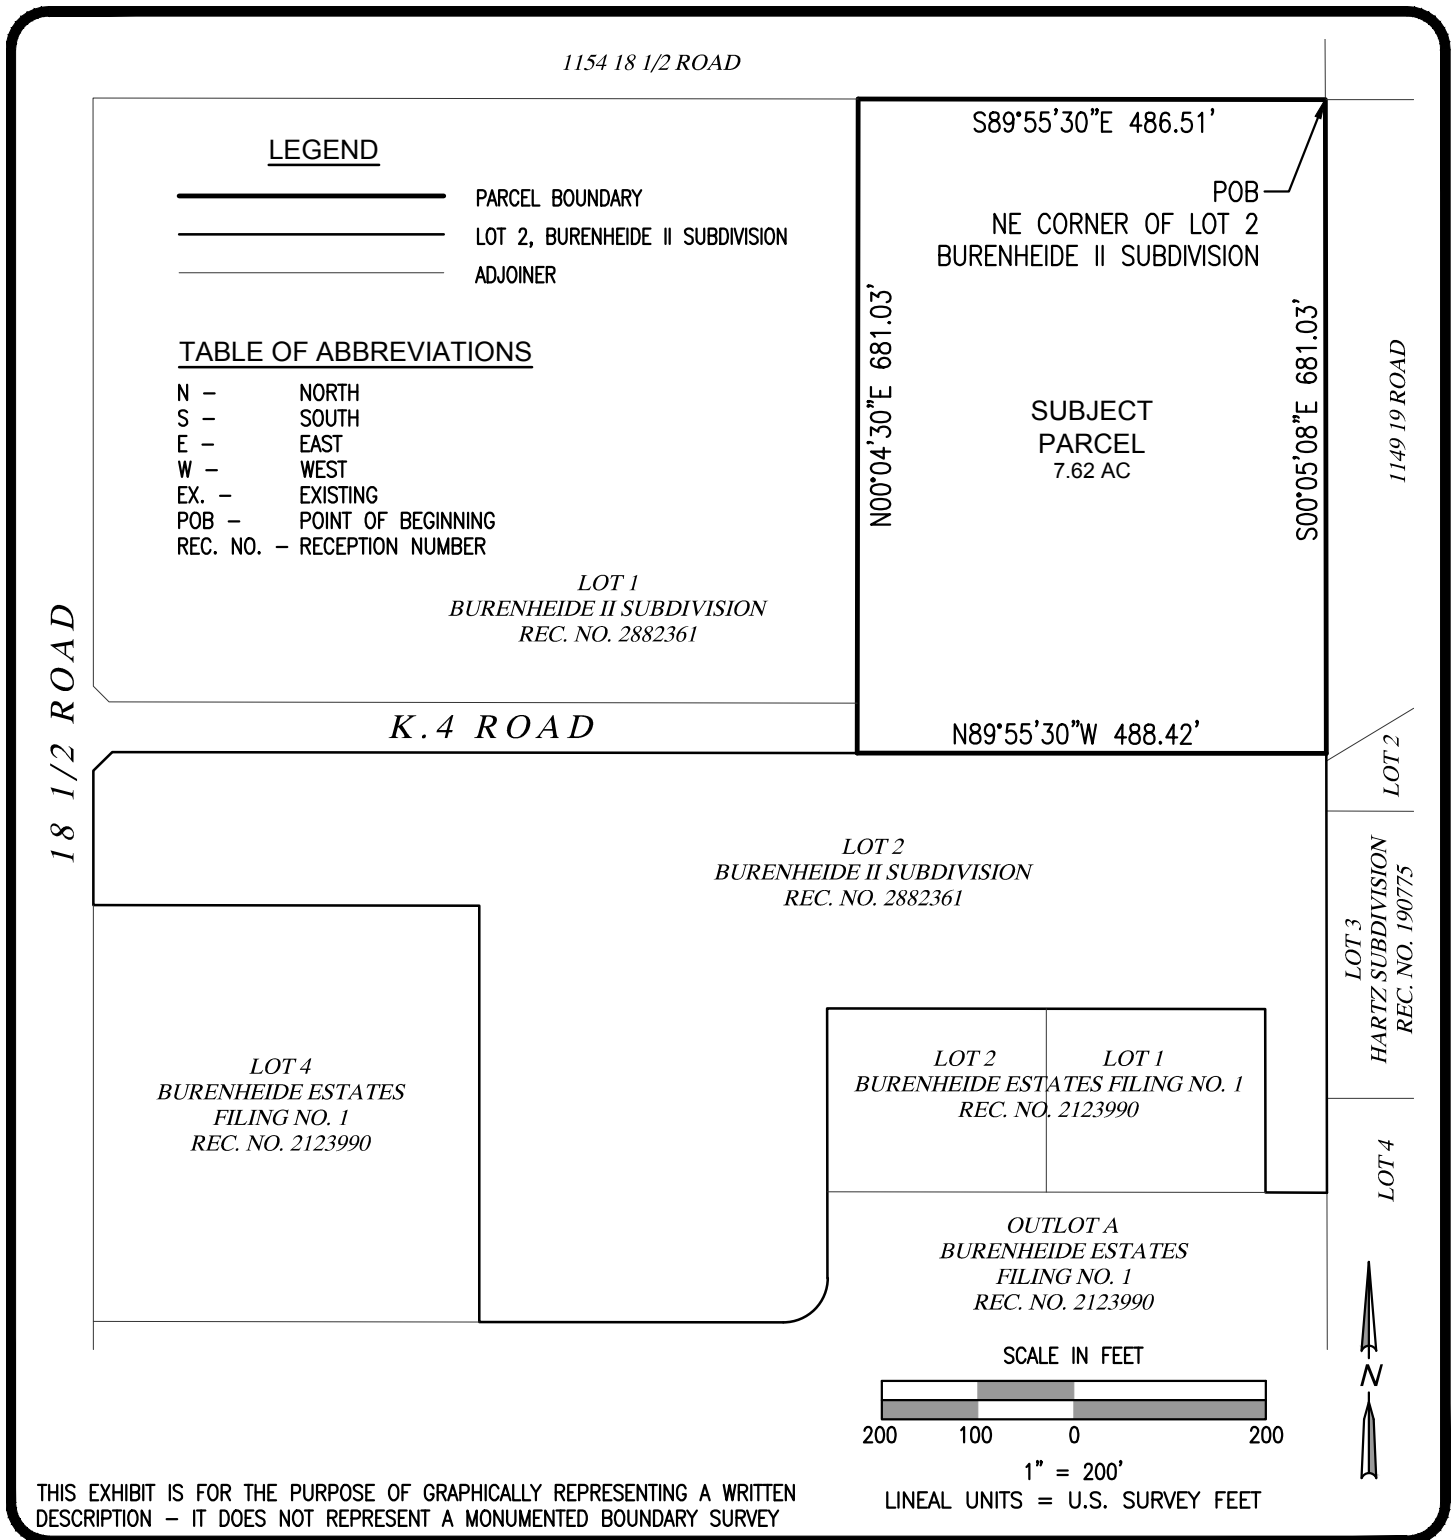 1154 18 1/2 ROAD
S89°55'30"E 486.51'
LEGEND
PARCEL BOUNDARY
LOT 2, BURENHEIDE II SUBDIVISION
ADJOINER
POB
NE CORNER OF LOT 2
BURENHEIDE II SUBDIVISION
TABLE OF ABBREVIATIONS
N – NORTH
S – SOUTH
E – EAST
W – WEST
EX. – EXISTING
POB – POINT OF BEGINNING
REC. NO. – RECEPTION NUMBER
N00°04'30"E 681.03'
SUBJECT
PARCEL
7.62 AC
S00°05'08"E 681.03'
1149 19 ROAD
LOT 1
BURENHEIDE II SUBDIVISION
REC. NO. 2882361
18 1/2 ROAD
K.4 ROAD
N89°55'30"W 488.42'
LOT 2
LOT 2
BURENHEIDE II SUBDIVISION
REC. NO. 2882361
LOT 3
HARTZ SUBDIVISION
REC. NO. 190775
LOT 4
BURENHEIDE ESTATES
FILING NO. 1
REC. NO. 2123990
LOT 2 LOT 1
BURENHEIDE ESTATES FILING NO. 1
REC. NO. 2123990
LOT 4
OUTLOT A
BURENHEIDE ESTATES
FILING NO. 1
REC. NO. 2123990
SCALE IN FEET
200 100 0 200
1" = 200'
LINEAL UNITS = U.S. SURVEY FEET
N
THIS EXHIBIT IS FOR THE PURPOSE OF GRAPHICALLY REPRESENTING A WRITTEN
DESCRIPTION – IT DOES NOT REPRESENT A MONUMENTED BOUNDARY SURVEY